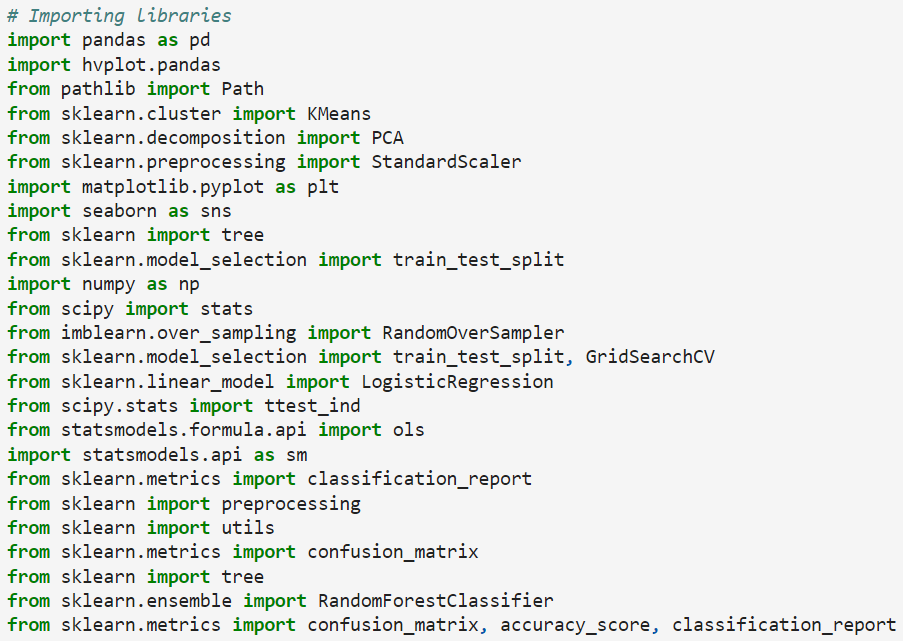 # Importing libraries
import pandas as pd
import hvplot.pandas
from pathlib import Path
from sklearn.cluster import KMeans
from sklearn.decomposition import PCA
from sklearn.preprocessing import StandardScaler
import matplotlib.pyplot as plt
import seaborn as sns
from sklearn import tree
from sklearn.model_selection import train_test_split
import numpy as np
from scipy import stats
from imblearn.over_sampling import RandomOverSampler
from sklearn.model_selection import train_test_split, GridSearchCV
from sklearn.linear_model import LogisticRegression
from scipy.stats import ttest_ind
from statsmodels.formula.api import ols
import statsmodels.api as sm
from sklearn.metrics import classification_report
from sklearn import preprocessing
from sklearn import utils
from sklearn.metrics import confusion_matrix
from sklearn import tree
from sklearn.ensemble import RandomForestClassifier
from sklearn.metrics import confusion_matrix, accuracy_score, classification_report